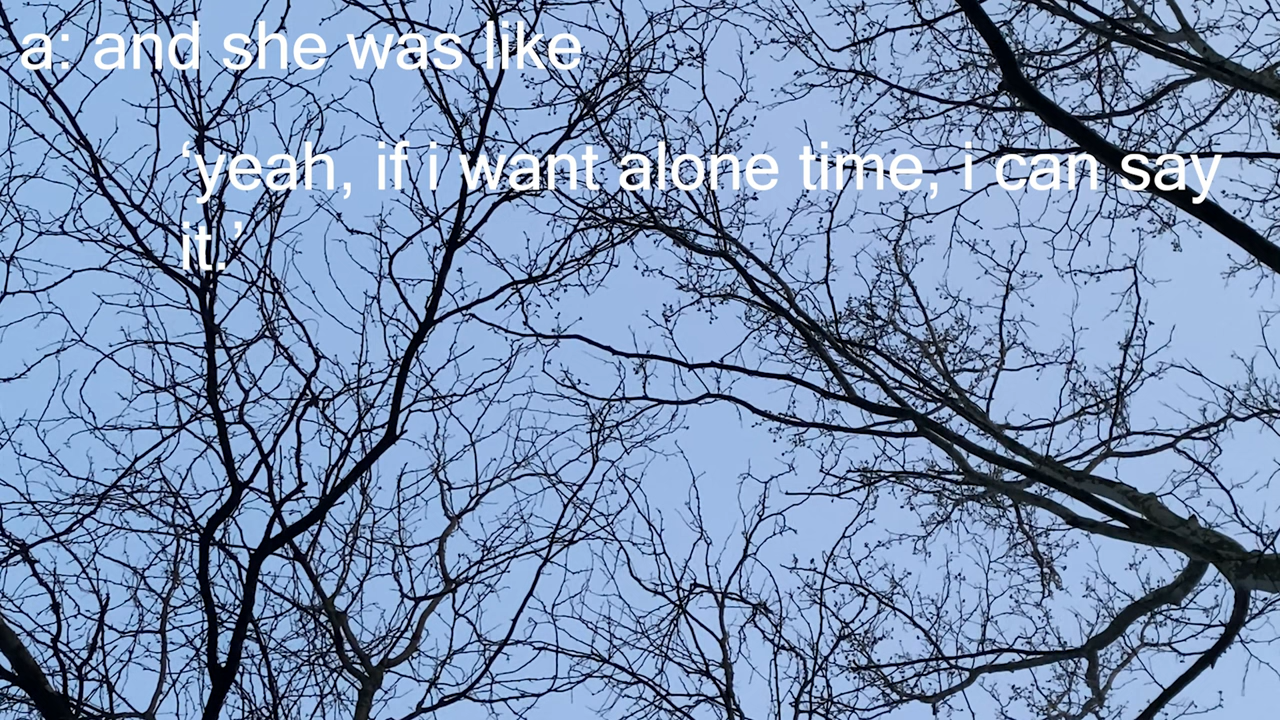 a: and she was like
‘yeah, if i want alone time, i can say
it.’